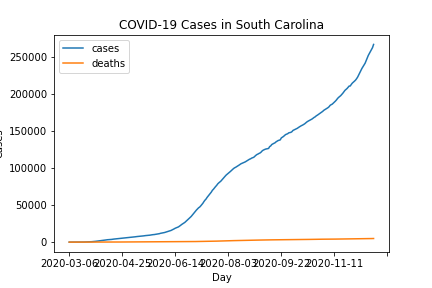 COVID-19 Cases in South Carolina
cases
deaths
250000
200000
150000
100000
50000
0
2020-03-06 2020-04-25 2020-06-14 2020-08-03 2020-09-22 2020-11-11
Day